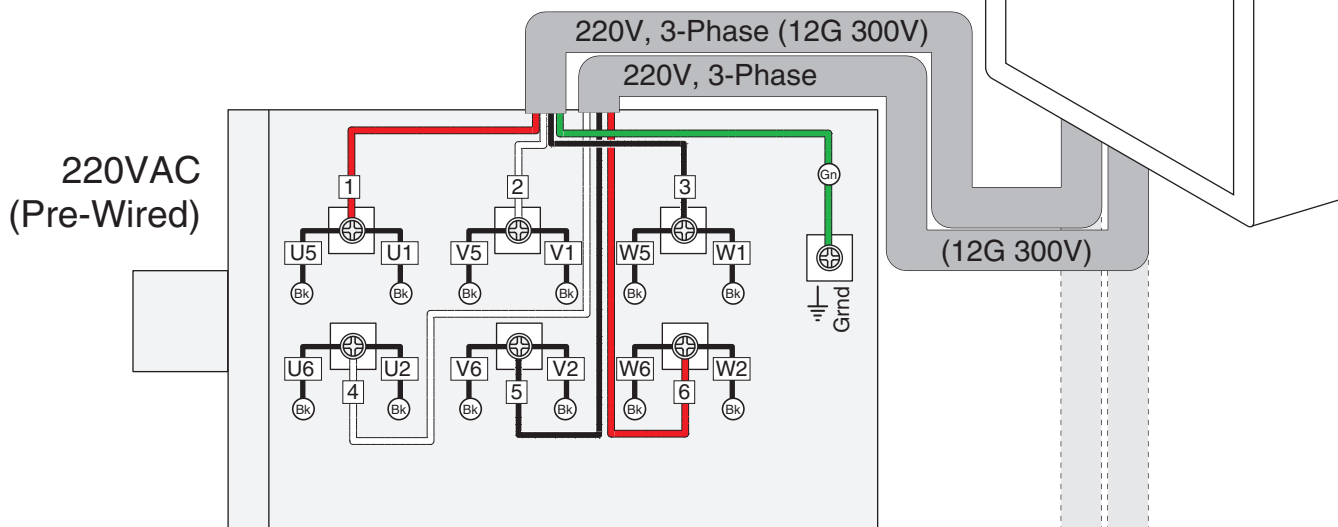 220V, 3-Phase (12G 300V)
220V, 3-Phase
220VAC
(Pre-Wired)
1
2
3
Gn
U5
U1
V5
V1
W5
W1
(12G 300V)
Bk
Bk
Bk
Bk
Bk
Bk
Grnd
U6
U2
V6
V2
W6
W2
4
5
6
Bk
Bk
Bk
Bk
Bk
Bk